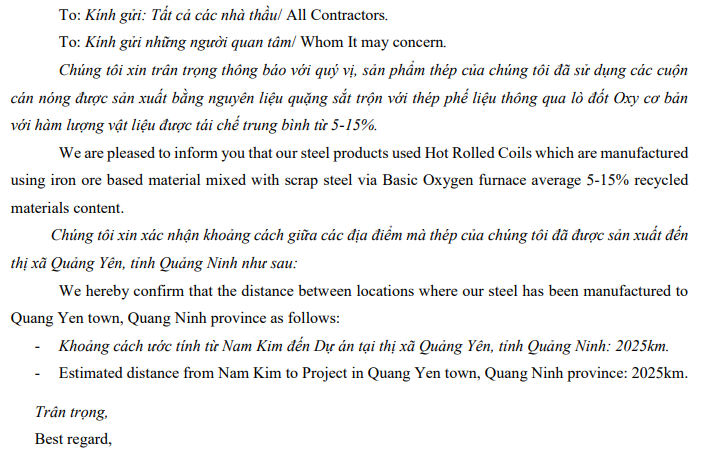 To: Kính gửi: Tất cả các nhà thầu/ All Contractors.
To: Kính gửi những người quan tâm/ Whom It may concern.
Chúng tôi xin trân trọng thông báo với quý vị, sản phẩm thép của chúng tôi đã sử dụng các cuộn
cán nóng được sản xuất bằng nguyên liệu quặng sắt trộn với thép phế liệu thông qua lò đốt Oxy cơ bản
với hàm lượng vật liệu được tái chế trung bình từ 5-15%.
We are pleased to inform you that our steel products used Hot Rolled Coils which are manufactured
using iron ore based material mixed with scrap steel via Basic Oxygen furnace average 5-15% recycled
materials content.
Chúng tôi xin xác nhận khoảng cách giữa các địa điểm mà thép của chúng tôi đã được sản xuất đến
thị xã Quảng Yên, tỉnh Quảng Ninh như sau:
We hereby confirm that the distance between locations where our steel has been manufactured to
Quang Yen town, Quang Ninh province as follows:
- Khoảng cách ước tính từ Nam Kim đến Dự án tại thị xã Quảng Yên, tỉnh Quảng Ninh: 2025km.
- Estimated distance from Nam Kim to Project in Quang Yen town, Quang Ninh province: 2025km.
Trân trọng,
Best regard,